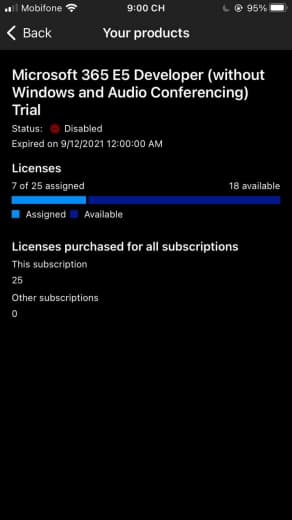 Mobifone 9:00 CH 95%
Back Your products
Microsoft 365 E5 Developer (without
Windows and Audio Conferencing)
Trial
Status: Disabled
Expired on 9/12/2021 12:00:00 AM
Licenses
7 of 25 assigned 18 available
Assigned Available
Licenses purchased for all subscriptions
This subscription
25
Other subscriptions
0